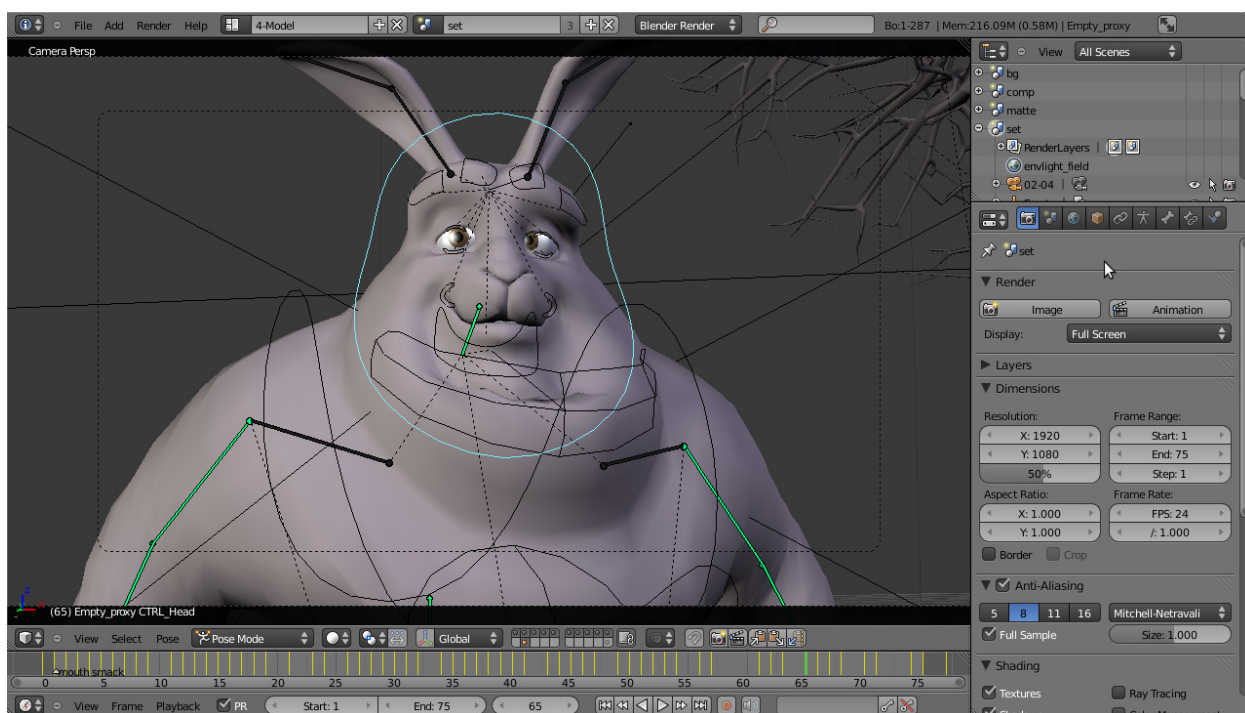 File Add Render Help 4-Model set 3 Blender Render Bo:1-287 | Mem:216.09M (0.58M) | Empty_proxy
Camera Persp
(65) Empty_proxy CTRL_Head
View Select Pose Pose Mode Global
mouth smack
0 5 10 15 20 25 30 35 40 45 50 55 60 65 70 75
View Frame Playback PR Start: 1 End: 75 65
View All Scenes
bg
comp
matte
set
RenderLayers |
envlight_field
02-04 |
set
Render
Image Animation
Display: Full Screen
Layers
Dimensions
Resolution: Frame Range:
X: 1920 Start: 1
Y: 1080 End: 75
50% Step: 1
Aspect Ratio: Frame Rate:
X: 1.000 FPS: 24
Y: 1.000 /: 1.000
Border Crop
Anti-Aliasing
5 8 11 16 Mitchell-Netravali
Full Sample Size: 1.000
Shading
Textures Ray Tracing